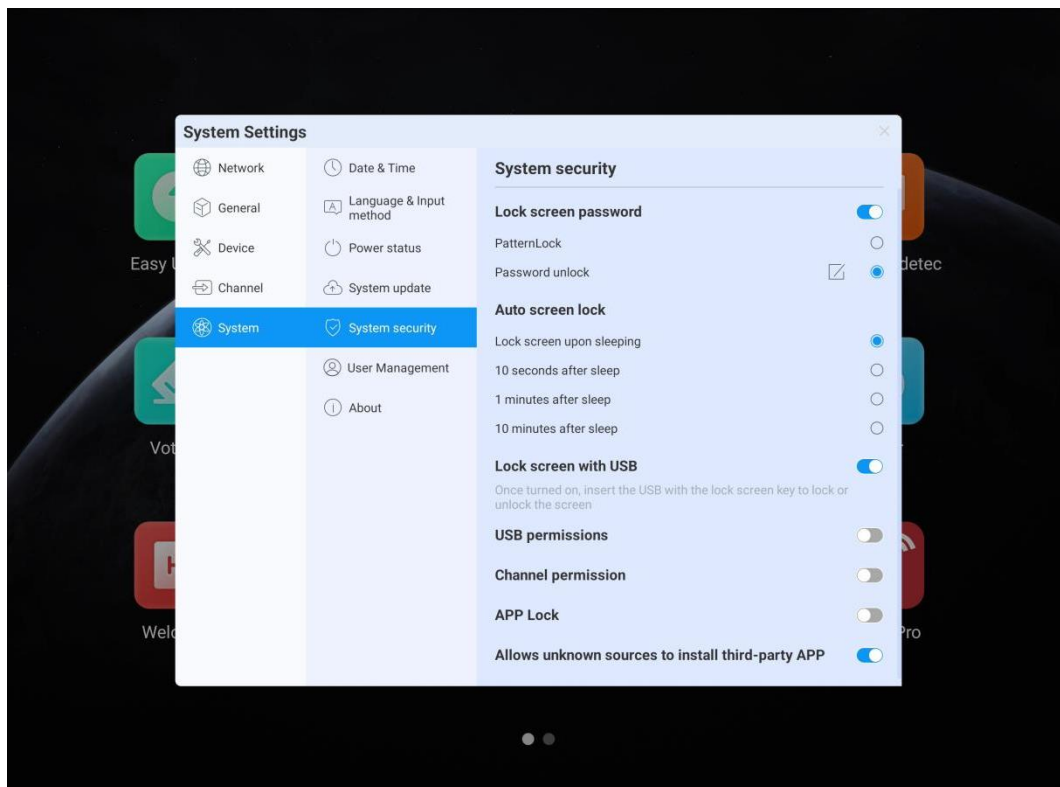 System Settings
Network
General
Device
Channel
System
Date & Time
Language & Input
method
Power status
System update
System security
User Management
About
System security
Lock screen password
PatternLock
Password unlock
Auto screen lock
Lock screen upon sleeping
10 seconds after sleep
1 minutes after sleep
10 minutes after sleep
Lock screen with USB
Once turned on, insert the USB with the lock screen key to lock or
unlock the screen
USB permissions
Channel permission
APP Lock
Allows unknown sources to install third-party APP
Easy
detec
Vot
Welc
Pro